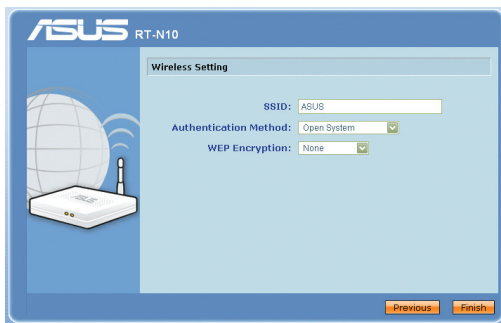 ASUS RT-N10
Wireless Setting
SSID: ASUS
Authentication Method: Open System
WEP Encryption: None
Previous Finish